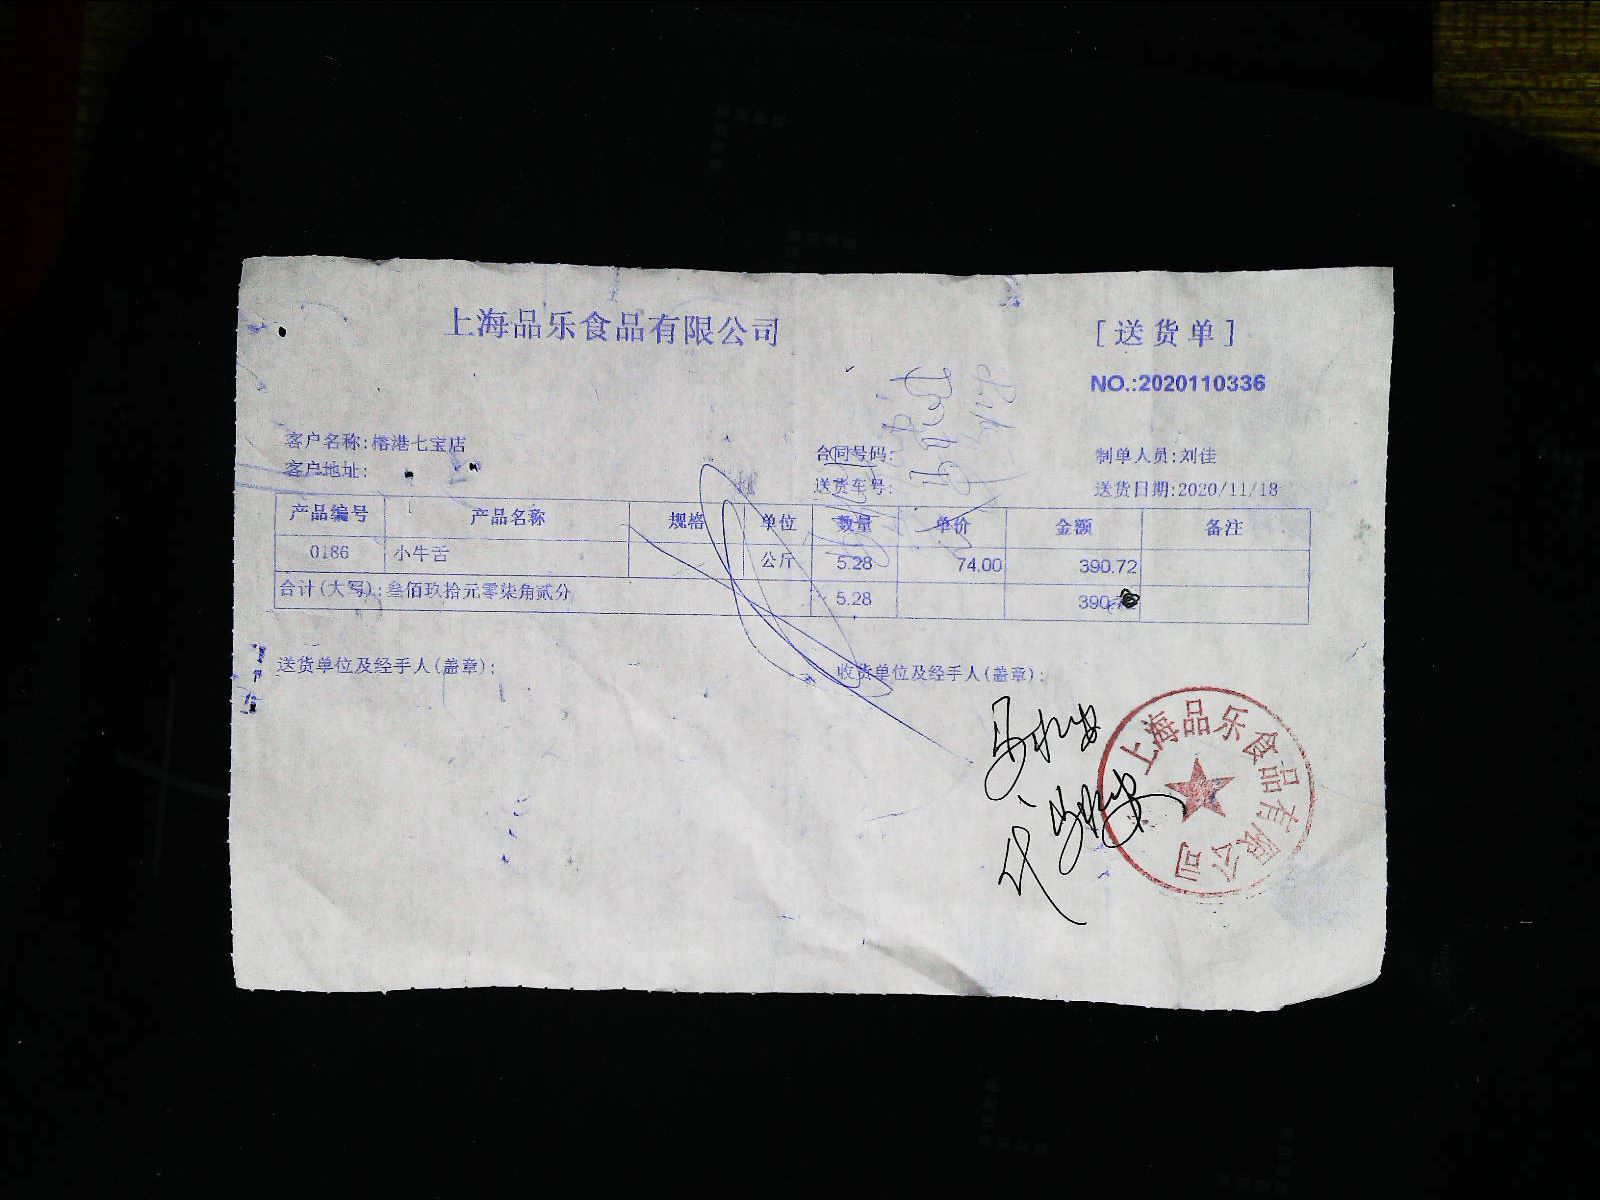 上海品乐食品有限公司
[送货单]
NO.:2020110336
客户名称:榕港七宝店
合同号码:
制单人员:刘佳
客户地址:
送货车号:
送货日期:2020/11/18
产品编号 产品名称 规格 单位 数量 单价 金额 备注
0186 小牛舌 公斤 5.28 74.00 390.72
合计(大写):叁佰玖拾元零柒角贰分 5.28 390.72
送货单位及经手人(盖章):
收货单位及经手人(盖章):
上海品乐食品有限公司